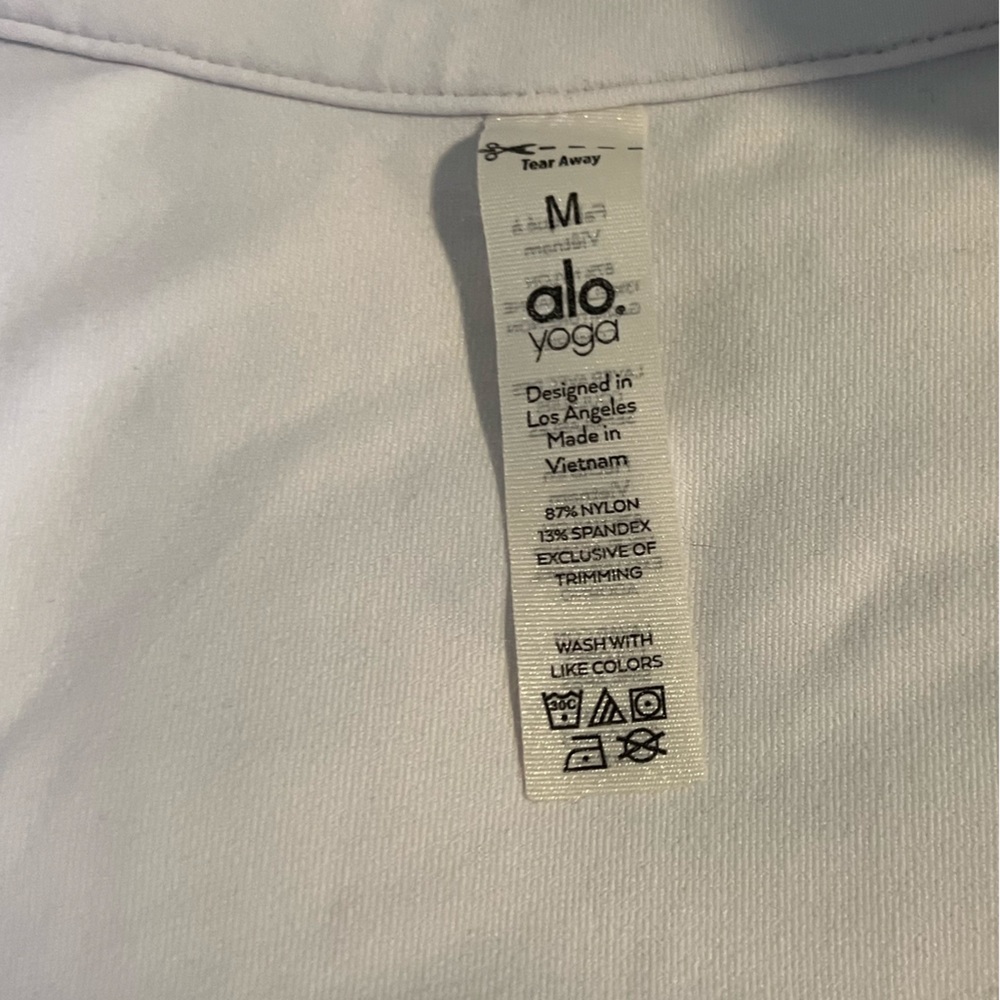 Tear Away
M
alo.
yoga
Designed in
Los Angeles
Made in
Vietnam
87% NYLON
13% SPANDEX
EXCLUSIVE OF
TRIMMING
WASH WITH
LIKE COLORS
30C